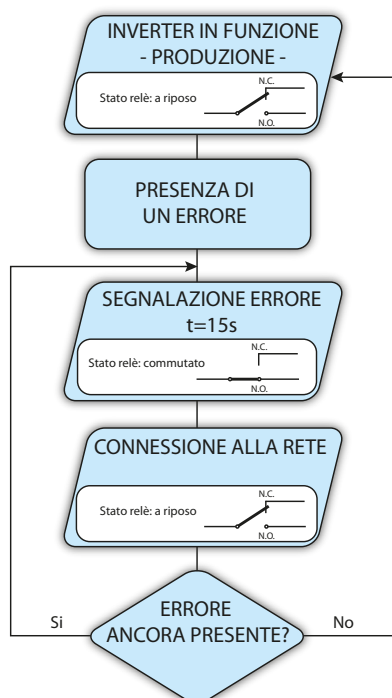 INVERTER IN FUNZIONE
- PRODUZIONE -
N.C.
Stato relè: a riposo
N.O.
PRESENZA DI
UN ERRORE
SEGNALAZIONE ERRORE
t=15s
N.C.
Stato relè: commutato
N.O.
CONNESSIONE ALLA RETE
N.C.
Stato relè: a riposo
N.O.
Si
ERRORE
ANCORA PRESENTE?
No